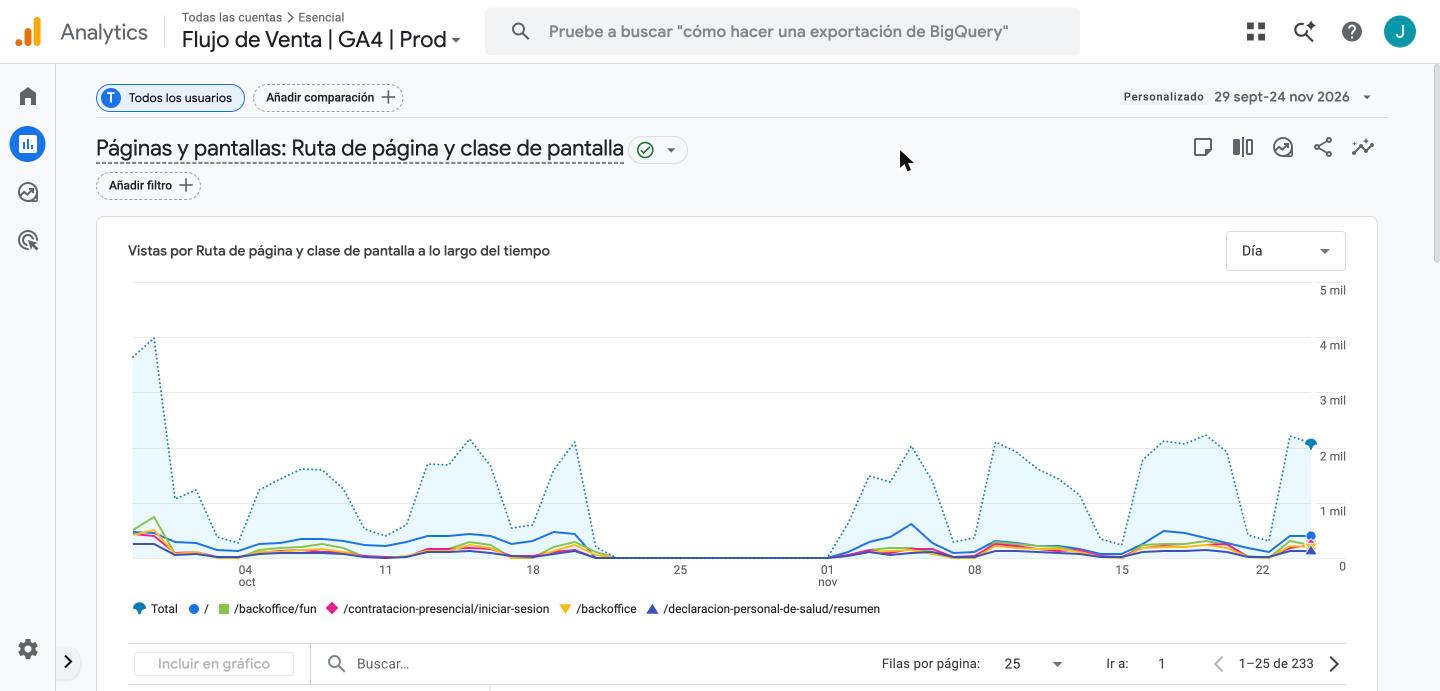 Analytics
Todas las cuentas > Esencial
Flujo de Venta | GA4 | Prod
Pruebe a buscar "cómo hacer una exportación de BigQuery"
J
T Todos los usuarios
Añadir comparación
Personalizado 29 sept-24 nov 2026
Páginas y pantallas: Ruta de página y clase de pantalla
Añadir filtro
Vistas por Ruta de página y clase de pantalla a lo largo del tiempo
Día
5 mil
4 mil
3 mil
2 mil
1 mil
0
04 oct
11
18
25
01 nov
08
15
22
Total
/
/backoffice/fun
/contratacion-presencial/iniciar-sesion
/backoffice
/declaracion-personal-de-salud/resumen
Incluir en gráfico
Buscar...
Filas por página: 25
Ir a: 1
1–25 de 233